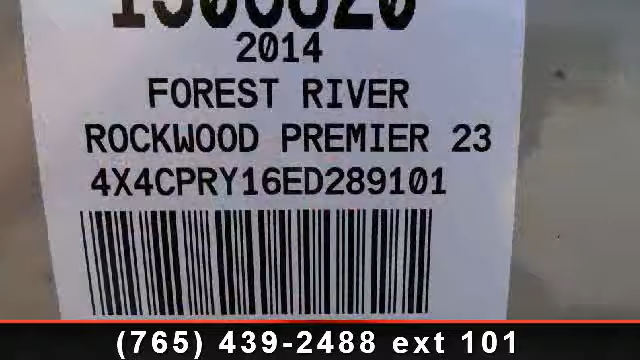 2014
FOREST RIVER
ROCKWOOD PREMIER 23
4X4CPRY16ED289101
(765) 439-2488 ext 101